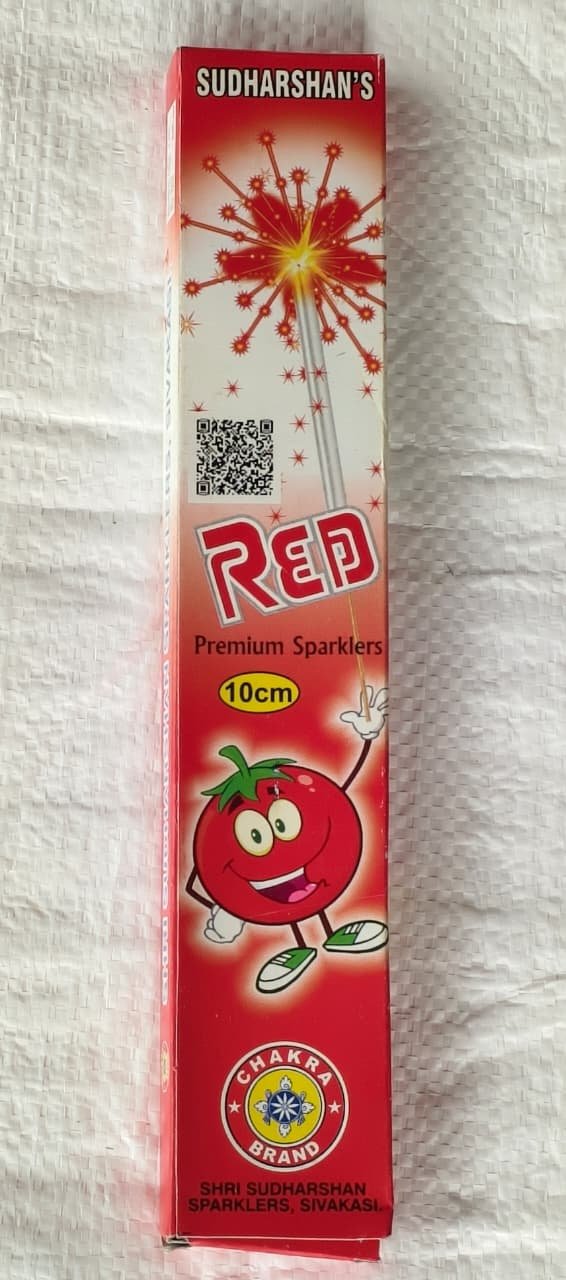 SUDHARSHAN'S
RED
Premium Sparklers
10cm
CHAKRA
BRAND
SHRI SUDHARSHAN
SPARKLERS, SIVAKASI.